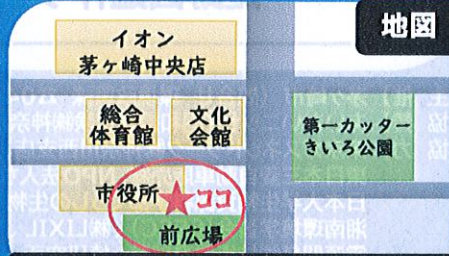 地図
イオン
茅ヶ崎中央店
総合
体育館
文化
会館
第一カッター
きいろ公園
市役所
★ココ
前広場